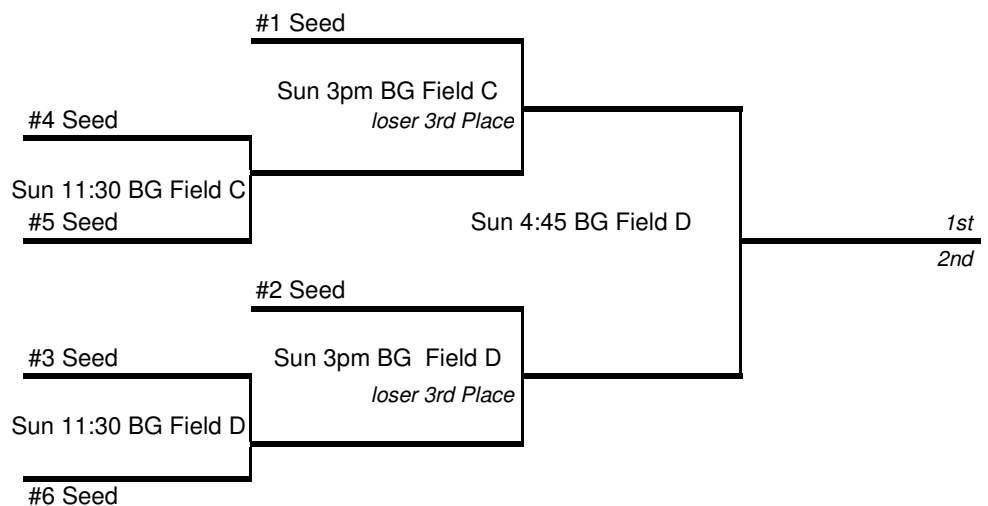 #1 Seed
Sun 3pm BG Field C
loser 3rd Place
#4 Seed
Sun 11:30 BG Field C
#5 Seed
Sun 4:45 BG Field D
1st
2nd
#2 Seed
#3 Seed
Sun 3pm BG  Field D
loser 3rd Place
Sun 11:30 BG Field D
#6 Seed